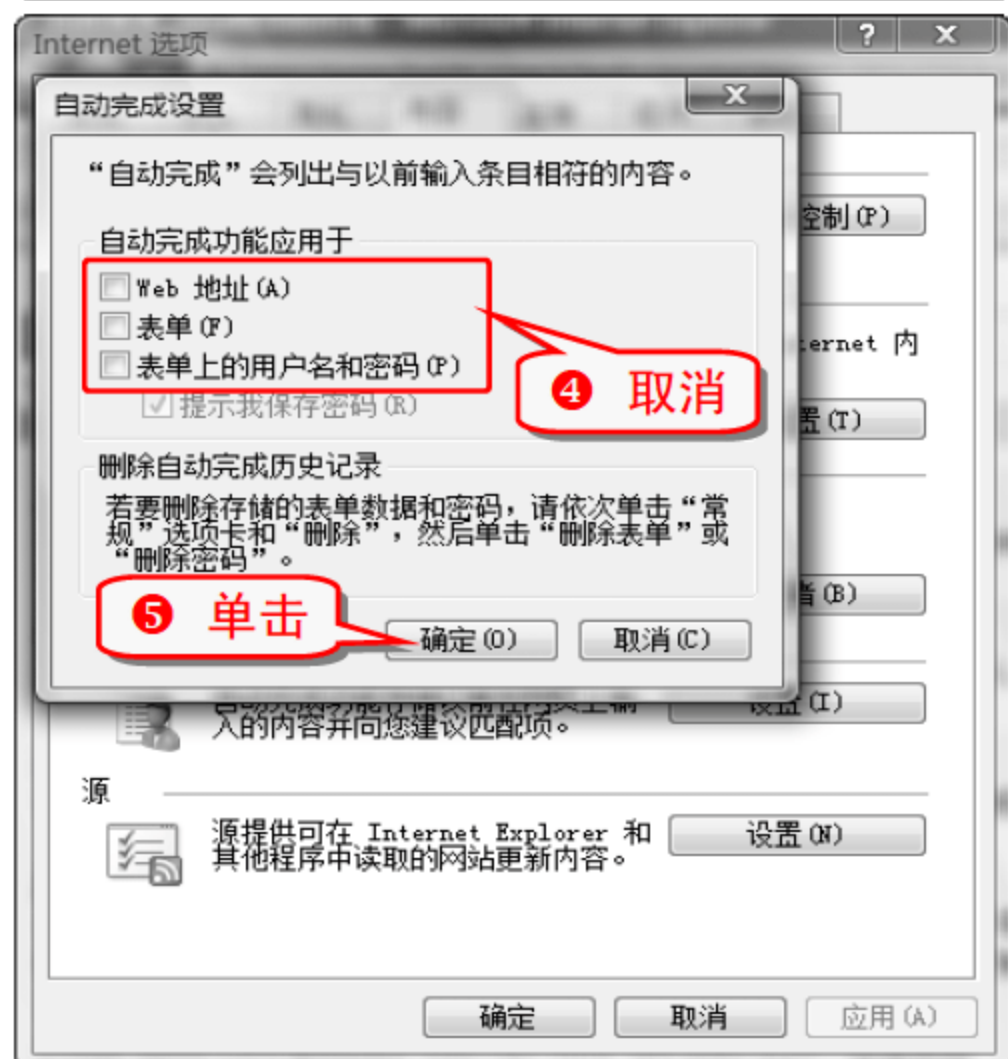 Internet 选项
自动完成设置
“自动完成”会列出与以前输入条目相符的内容。
控制(P)
自动完成功能应用于
Web 地址(A)
表单(F)
ternet 内
表单上的用户名和密码(P)
❹ 取消
提示我保存密码(R)
置(T)
删除自动完成历史记录
若要删除存储的表单数据和密码，请依次单击“常
规”选项卡和“删除”，然后单击“删除表单”或
“删除密码”。
者(B)
❺ 单击
确定(O)
取消(C)
设置(I)
入的内容并向您建议匹配项。
源
源提供可在 Internet Explorer 和
其他程序中读取的网站更新内容。
设置(N)
确定
取消
应用(A)